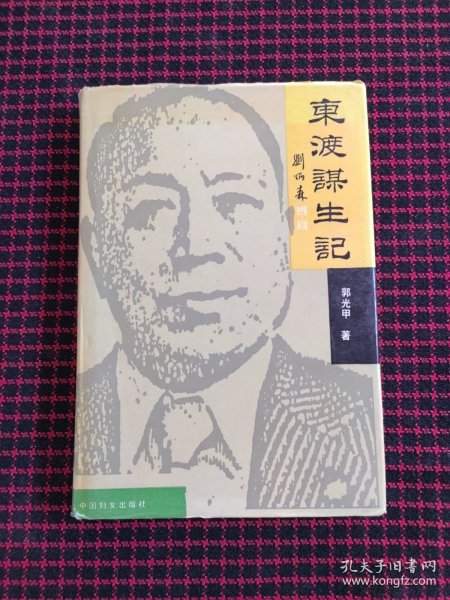 東渡謀生記
劉炳森
郭光甲 著
中国妇女出版社
孔夫子旧书网
www.kongfz.com